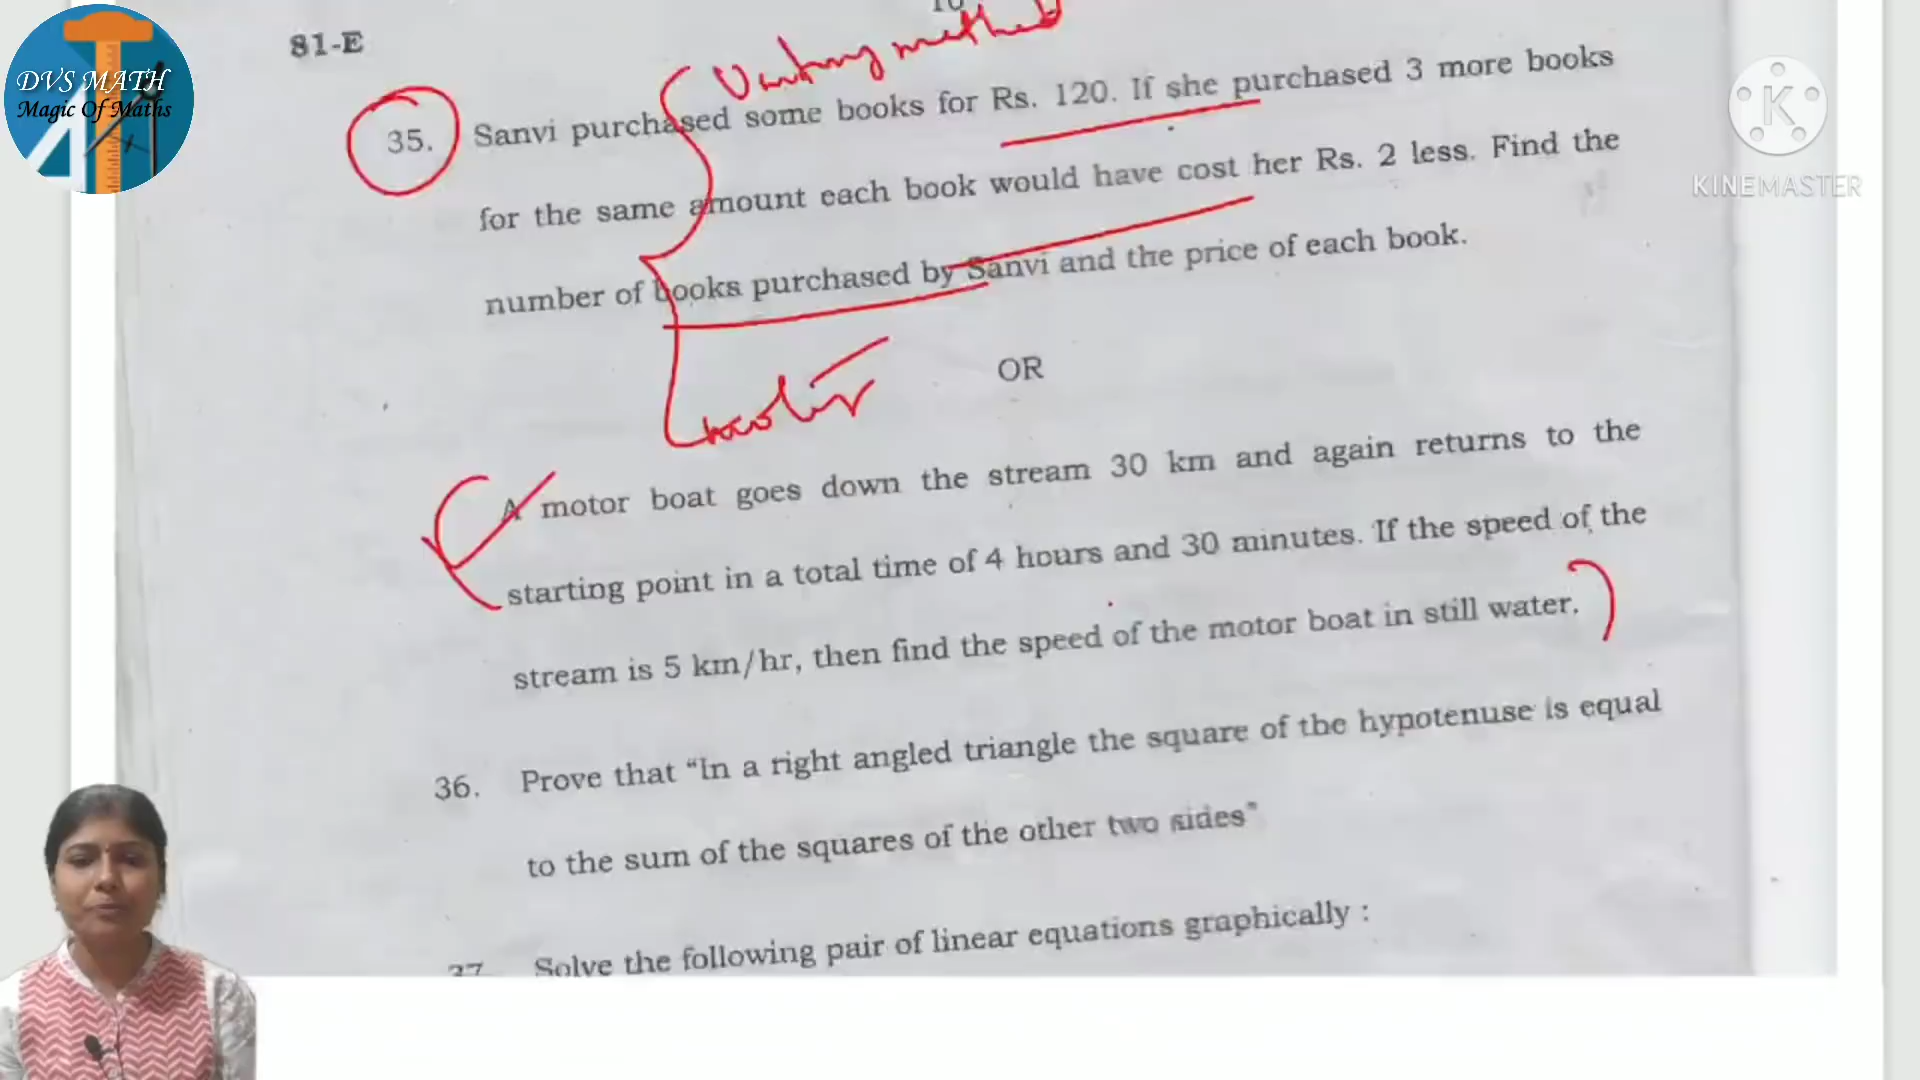 DVS MATH
Magic Of Maths
81-E
35. Sanvi purchased some books for Rs. 120. If she purchased 3 more books
for the same amount each book would have cost her Rs. 2 less. Find the
number of books purchased by Sanvi and the price of each book.
OR
A motor boat goes down the stream 30 km and again returns to the
starting point in a total time of 4 hours and 30 minutes. If the speed of the
stream is 5 km/hr, then find the speed of the motor boat in still water.
36. Prove that “In a right angled triangle the square of the hypotenuse is equal
to the sum of the squares of the other two sides”
37 Solve the following pair of linear equations graphically :
K
KINEMASTER